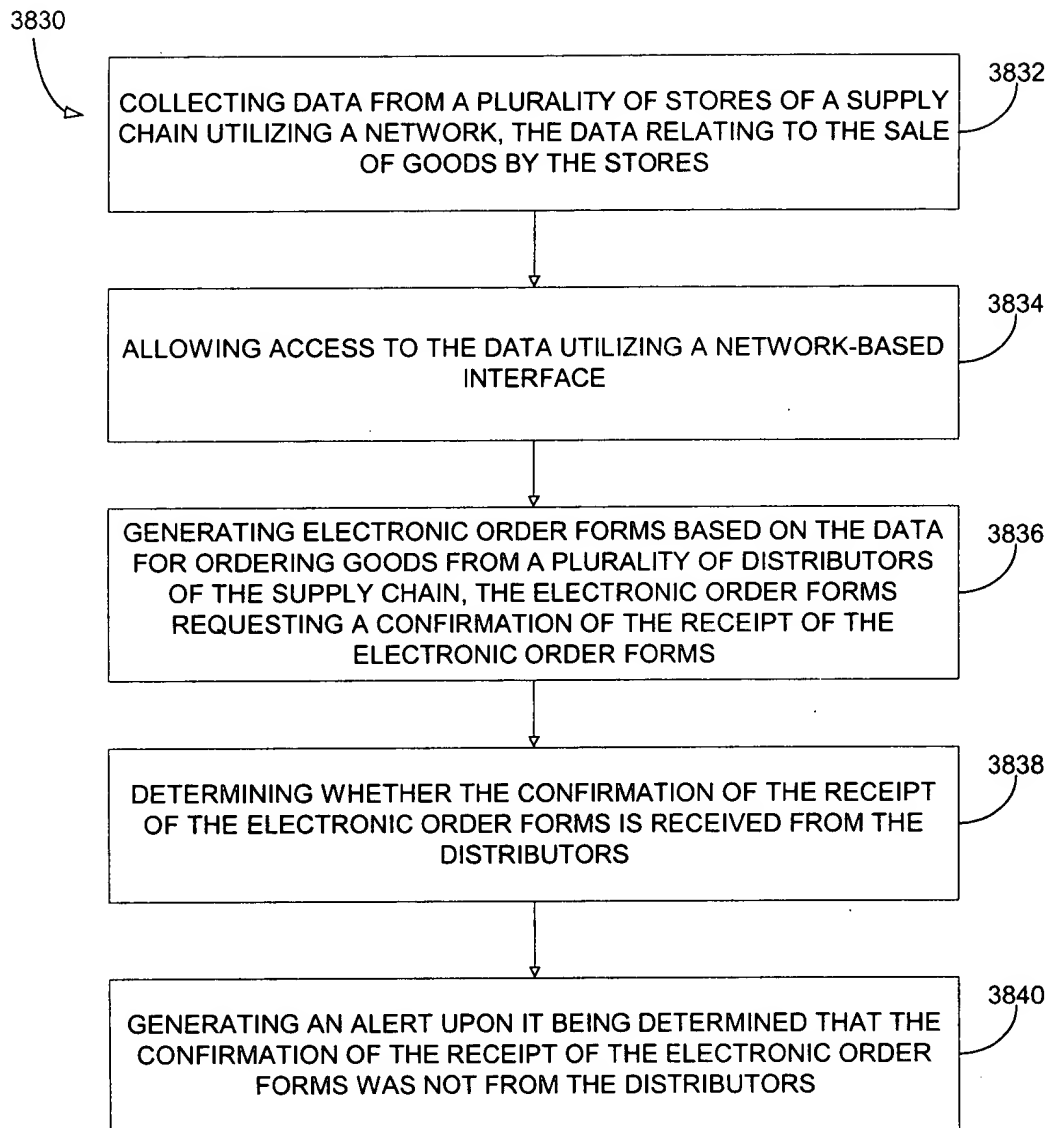 3830
3832
COLLECTING DATA FROM A PLURALITY OF STORES OF A SUPPLY
CHAIN UTILIZING A NETWORK, THE DATA RELATING TO THE SALE
OF GOODS BY THE STORES
3834
ALLOWING ACCESS TO THE DATA UTILIZING A NETWORK-BASED
INTERFACE
3836
GENERATING ELECTRONIC ORDER FORMS BASED ON THE DATA
FOR ORDERING GOODS FROM A PLURALITY OF DISTRIBUTORS
OF THE SUPPLY CHAIN, THE ELECTRONIC ORDER FORMS
REQUESTING A CONFIRMATION OF THE RECEIPT OF THE
ELECTRONIC ORDER FORMS
3838
DETERMINING WHETHER THE CONFIRMATION OF THE RECEIPT
OF THE ELECTRONIC ORDER FORMS IS RECEIVED FROM THE
DISTRIBUTORS
3840
GENERATING AN ALERT UPON IT BEING DETERMINED THAT THE
CONFIRMATION OF THE RECEIPT OF THE ELECTRONIC ORDER
FORMS WAS NOT FROM THE DISTRIBUTORS